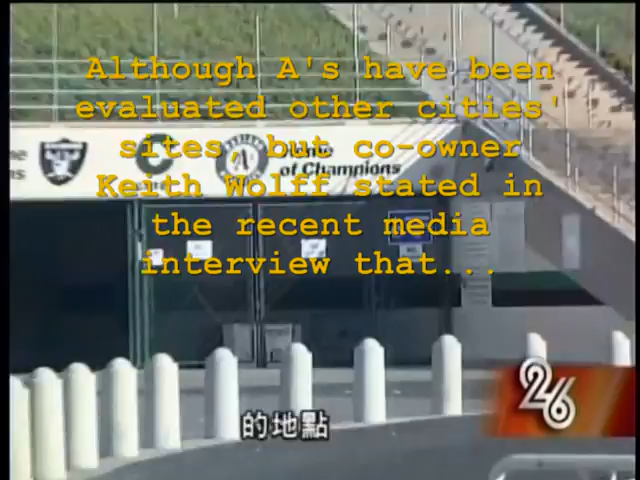 Although A's have been
evaluated other cities'
sites, but co-owner
Keith Wolff stated in
the recent media
interview that...
of Champions
的地點
26